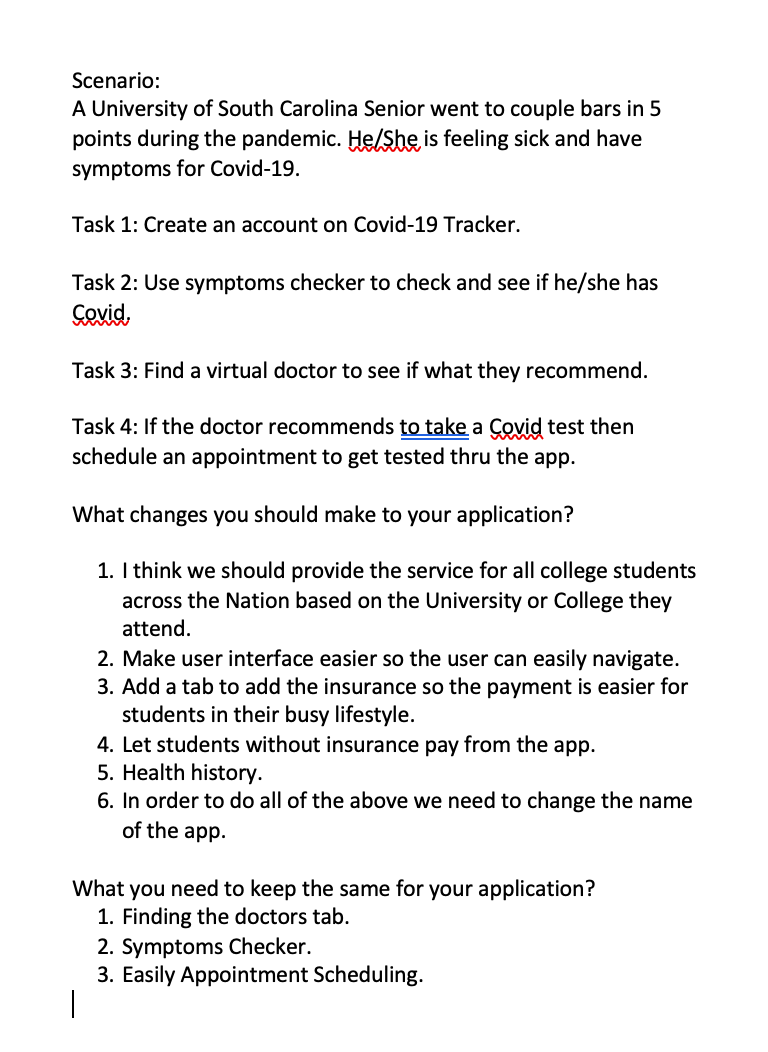 Scenario:
A University of South Carolina Senior went to couple bars in 5
points during the pandemic. He/She is feeling sick and have
symptoms for Covid-19.
Task 1: Create an account on Covid-19 Tracker.
Task 2: Use symptoms checker to check and see if he/she has
Covid.
Task 3: Find a virtual doctor to see if what they recommend.
Task 4: If the doctor recommends to take a Covid test then
schedule an appointment to get tested thru the app.
What changes you should make to your application?
1. I think we should provide the service for all college students
across the Nation based on the University or College they
attend.
2. Make user interface easier so the user can easily navigate.
3. Add a tab to add the insurance so the payment is easier for
students in their busy lifestyle.
4. Let students without insurance pay from the app.
5. Health history.
6. In order to do all of the above we need to change the name
of the app.
What you need to keep the same for your application?
1. Finding the doctors tab.
2. Symptoms Checker.
3. Easily Appointment Scheduling.